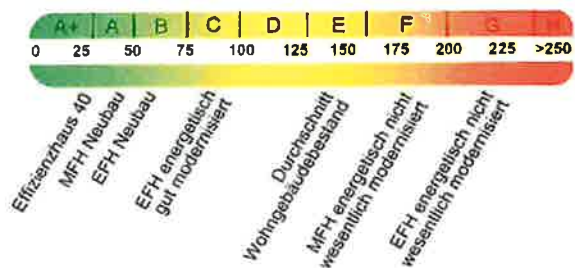 A+ A B C D E F G H
0 25 50 75 100 125 150 175 200 225 >250
Effizienzhaus 40
MFH Neubau
EFH Neubau
EFH energetisch
gut modernisiert
Durchschnitt
Wohngebäudebestand
MFH energetisch nicht
wesentlich modernisiert
EFH energetisch nicht
wesentlich modernisiert